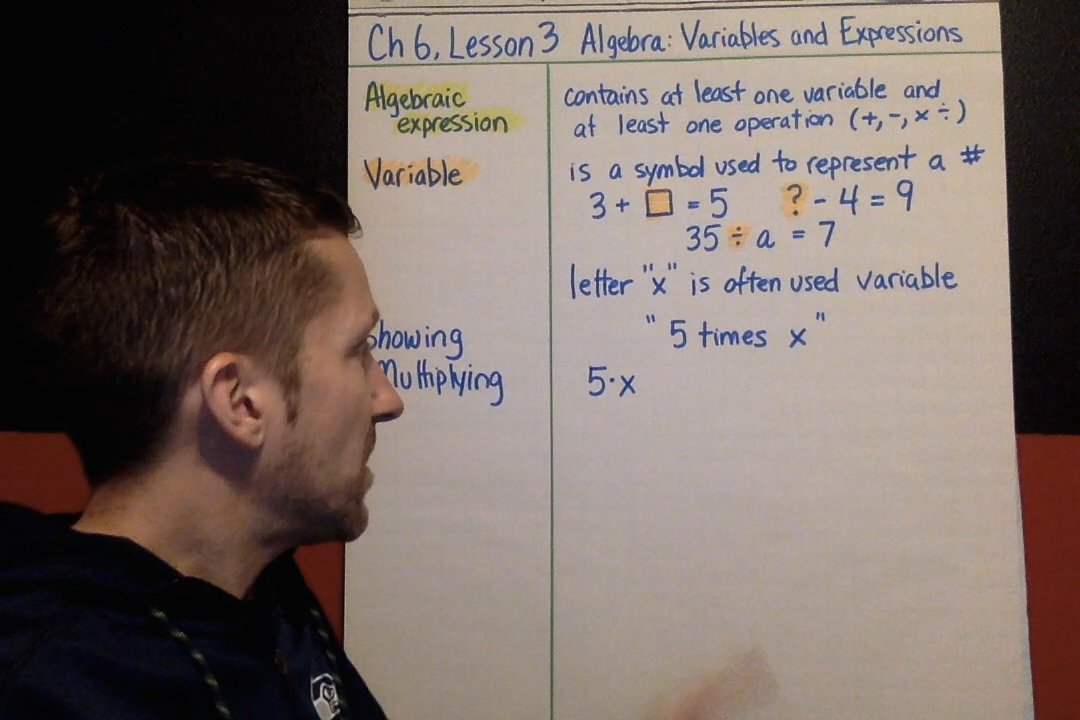 Ch 6, Lesson 3 Algebra: Variables and Expressions
Algebraic
expression
contains at least one variable and
at least one operation (+, -, × ÷)
Variable
is a symbol used to represent a #
3 + □ = 5 ? - 4 = 9
35 ÷ a = 7
letter "x" is often used variable
" 5 times x "
Showing
Multiplying
5·x